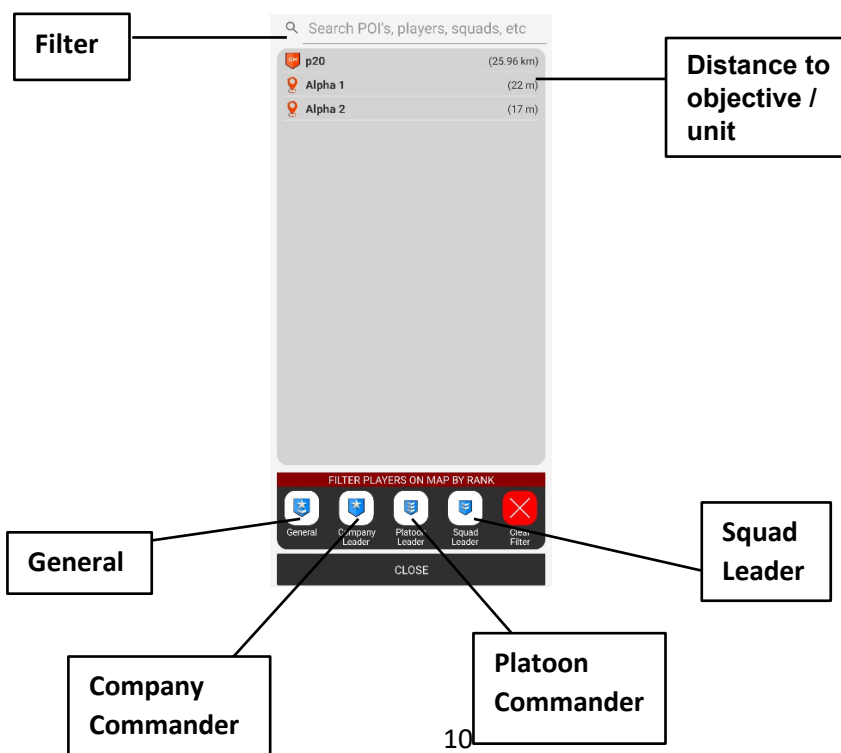 Search POI's, players, squads, etc
Filter
GM p20 (25.96 km)
Alpha 1 (22 m)
Alpha 2 (17 m)
Distance to
objective /
unit
FILTER PLAYERS ON MAP BY RANK
General
Company
Leader
Platoon
Leader
Squad
Leader
Clear
Filter
CLOSE
General
Squad
Leader
Company
Commander
Platoon
Commander
10